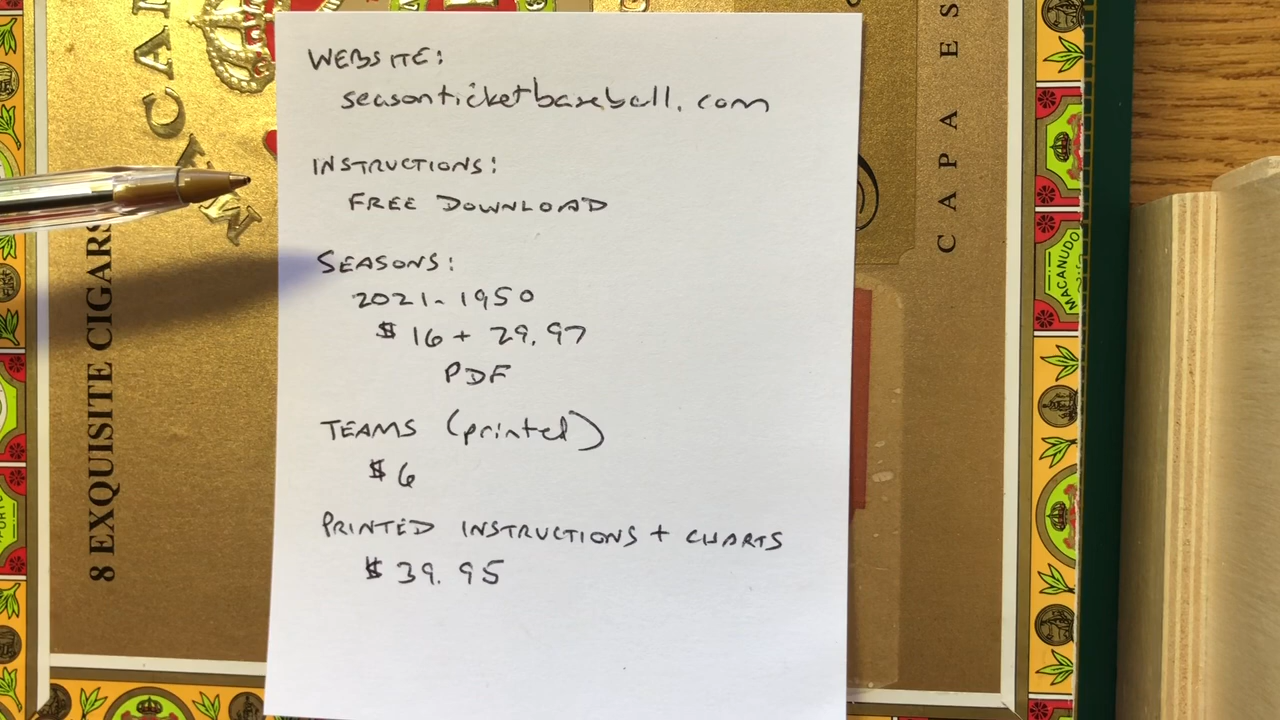 WEBSITE:
seasonticketbaseball.com
INSTRUCTIONS:
FREE DOWNLOAD
SEASONS:
2021-1950
$16 + 29.97
PDF
TEAMS (printed)
$6
PRINTED INSTRUCTIONS + CHARTS
$39.95
8 EXQUISITE CIGARS
CAPA ES
MACANUDO